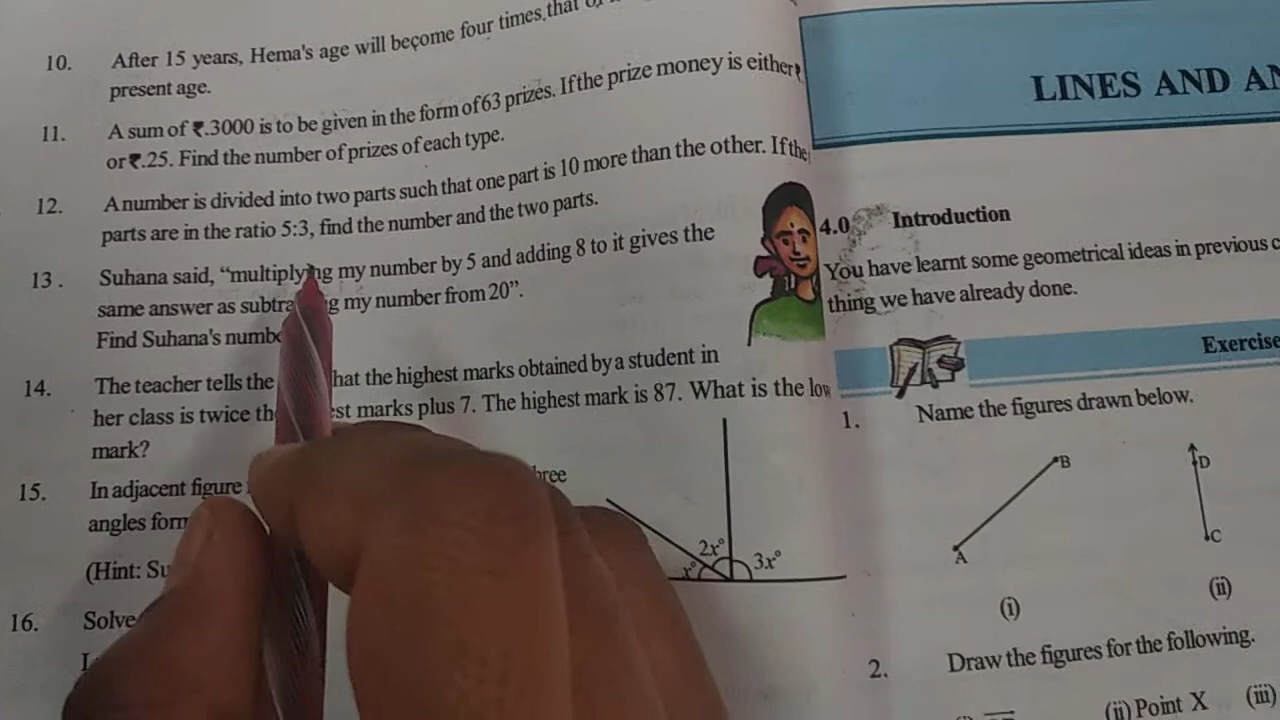 10. After 15 years, Hema's age will become four times that of
present age.
11. A sum of ₹.3000 is to be given in the form of 63 prizes. If the prize money is either ₹
or ₹.25. Find the number of prizes of each type.
12. A number is divided into two parts such that one part is 10 more than the other. If the
parts are in the ratio 5:3, find the number and the two parts.
13. Suhana said, “multiplying my number by 5 and adding 8 to it gives the
same answer as my number from 20”.
Find Suhana's
14. The teacher tells the that the highest marks obtained by a student in
her class is twice marks plus 7. The highest mark is 87. What is the
mark?
15. In adjacent figure
angles
(Hint:
16. Solve
2x°
3x°
x°
LINES AND
4.0 Introduction
You have learnt some geometrical ideas in previous
thing we have already done.
Exercise
1. Name the figures drawn below.
A B
D C
(i) (ii)
2. Draw the figures for the following.
(ii) Point X (iii)